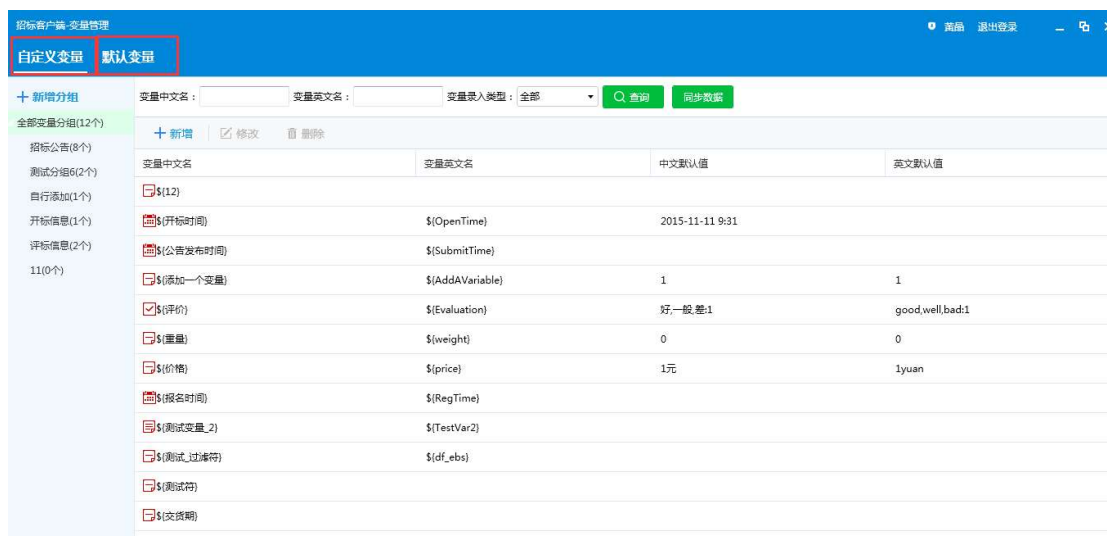 招标客户端-变量管理
黄品 退出登录
自定义变量 默认变量
新增分组
变量中文名: 变量英文名: 变量录入类型: 全部 查询 同步数据
全部变量分组(12个)
招标公告(8个)
测试分组6(2个)
自行添加(1个)
开标信息(1个)
评标信息(2个)
11(0个)
新增 修改 删除
变量中文名 变量英文名 中文默认值 英文默认值
${12}
${开标时间} ${OpenTime} 2015-11-11 9:31
${公告发布时间} ${SubmitTime}
${添加一个变量} ${AddAVariable} 1 1
${评价} ${Evaluation} 好,一般,差:1 good,well,bad:1
${重量} ${weight} 0 0
${价格} ${price} 1元 1yuan
${报名时间} ${RegTime}
${测试变量_2} ${TestVar2}
${测试_过滤符} ${df_ebs}
${测试符}
${交货期}